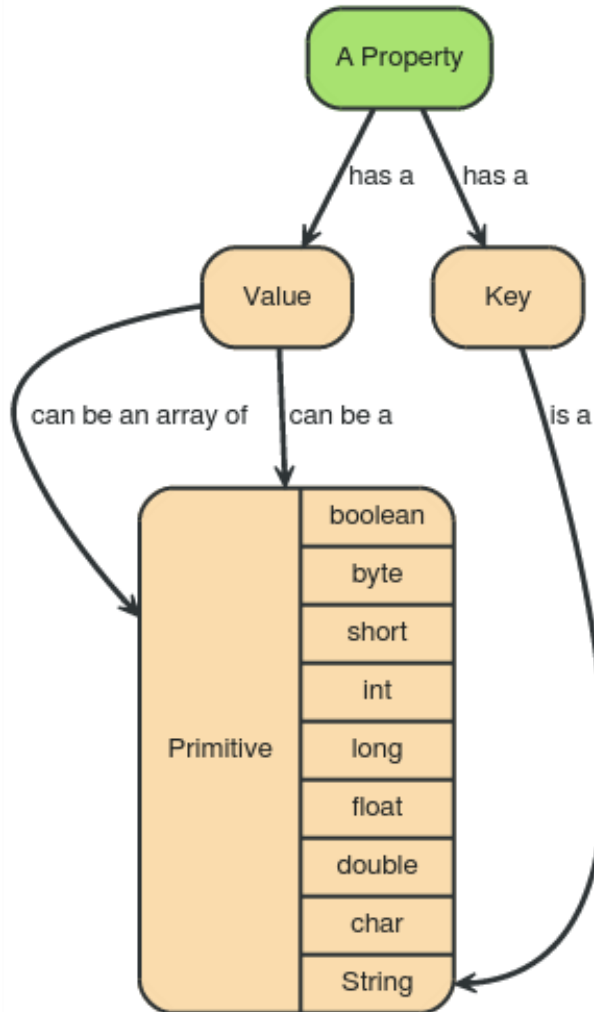 A Property
has a
has a
Value
Key
can be an array of
can be a
is a
Primitive
boolean
byte
short
int
long
float
double
char
String